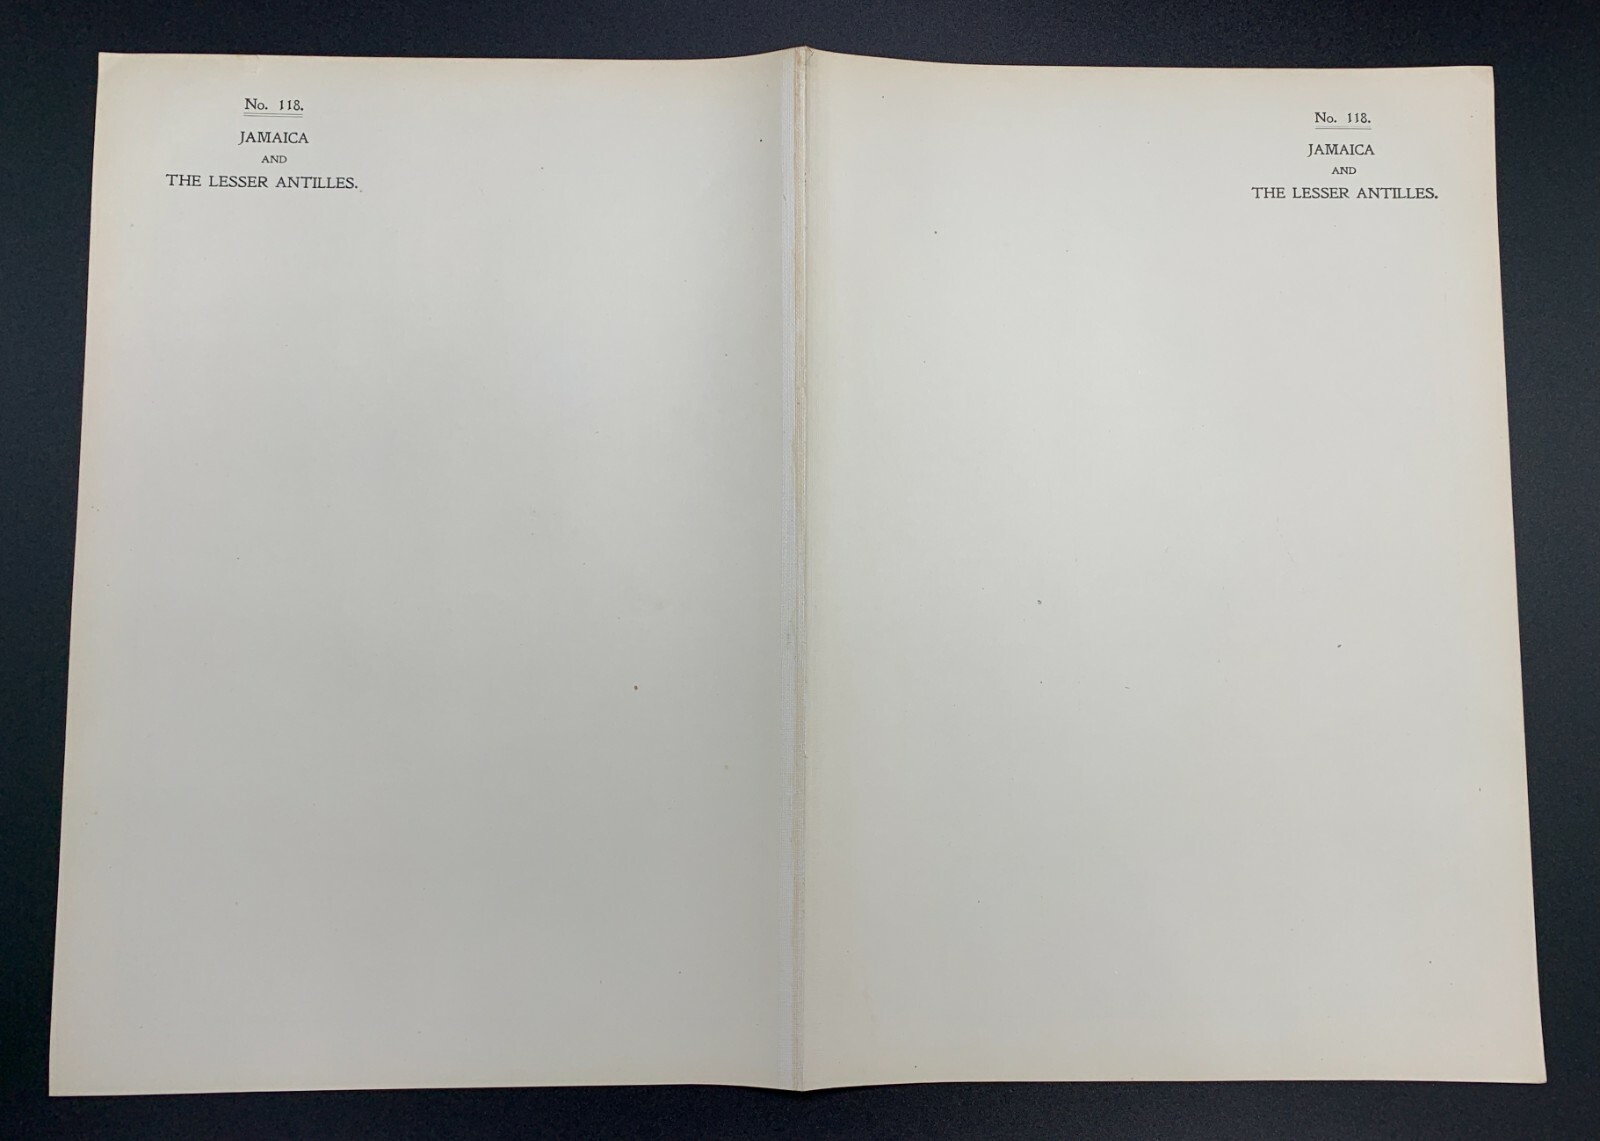 No. 118.
JAMAICA
AND
THE LESSER ANTILLES.
No. 118.
JAMAICA
AND
THE LESSER ANTILLES.